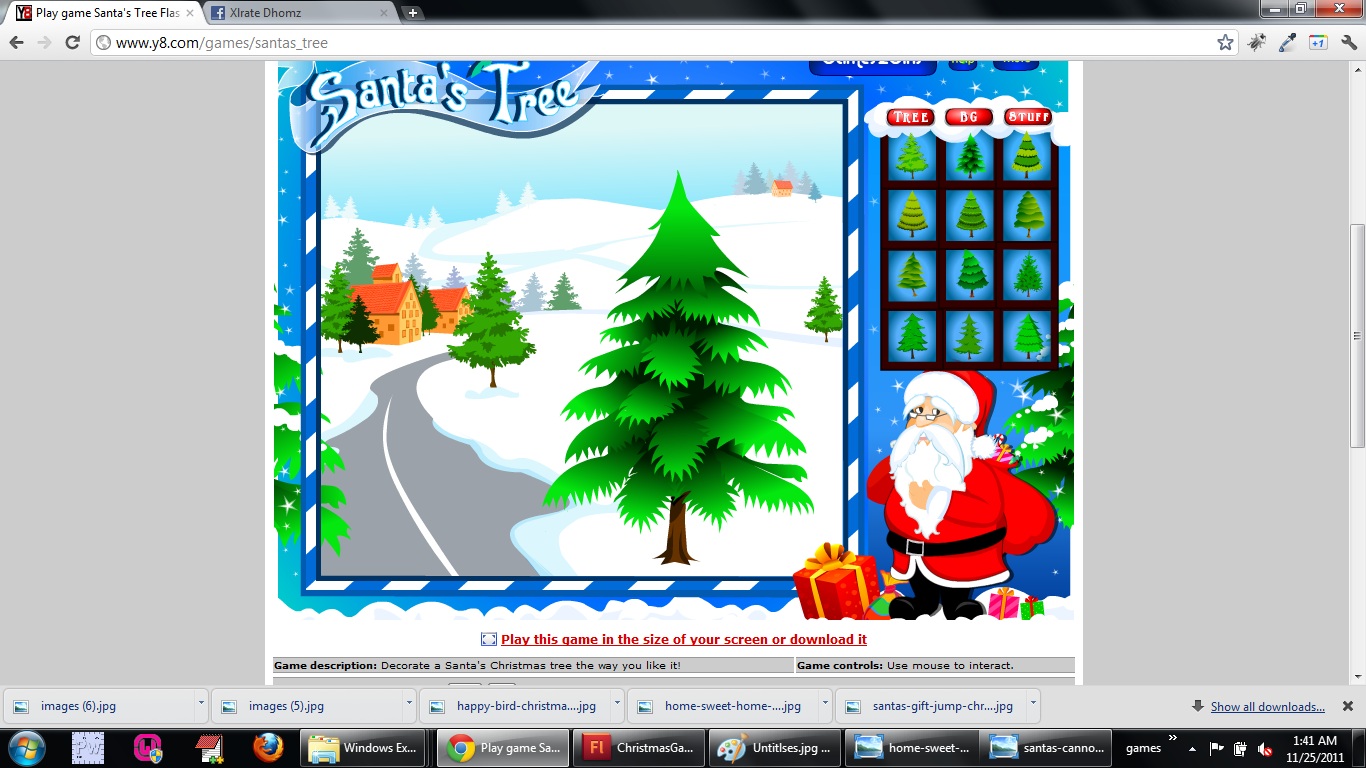 Play game Santa's Tree Flas
Xlrate Dhomz
www.y8.com/games/santas_tree
Santa's Tree
Help
TREE
BG
STUFF
Play this game in the size of your screen or download it
Game description: Decorate a Santa's Christmas tree the way you like it!
Game controls: Use mouse to interact.
images (6).jpg
images (5).jpg
happy-bird-christma....jpg
home-sweet-home-....jpg
santas-gift-jump-chr....jpg
Show all downloads...
Windows Ex...
Play game Sa...
ChristmasGa...
Untitlses.jpg ...
home-sweet-...
santas-canno...
games
1:41 AM
11/25/2011